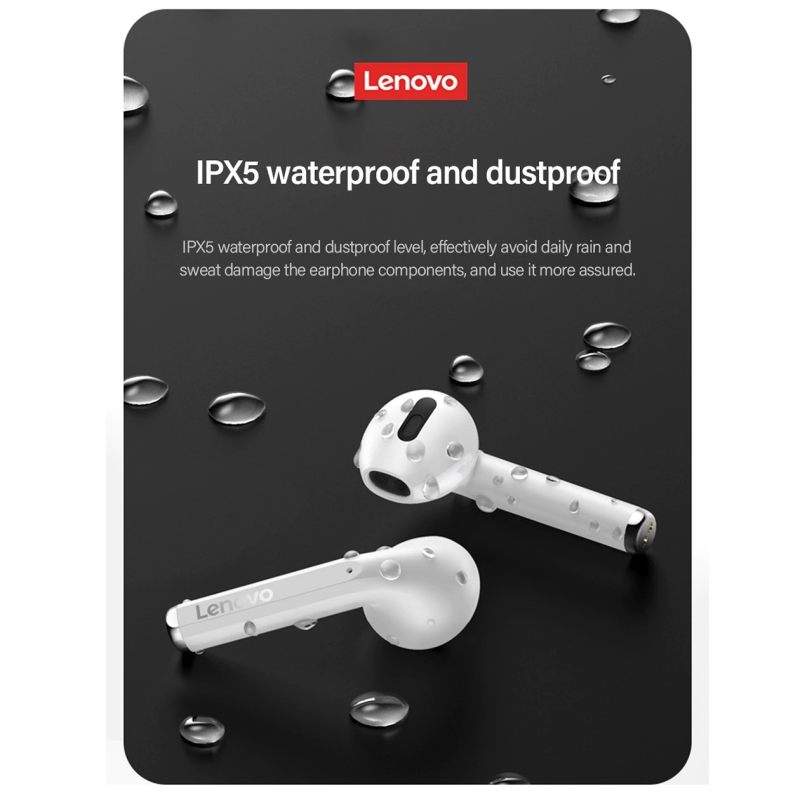 Lenovo
IPX5 waterproof and dustproof
IPX5 waterproof and dustproof level, effectively avoid daily rain and
sweat damage the earphone components, and use it more assured.
Lenovo